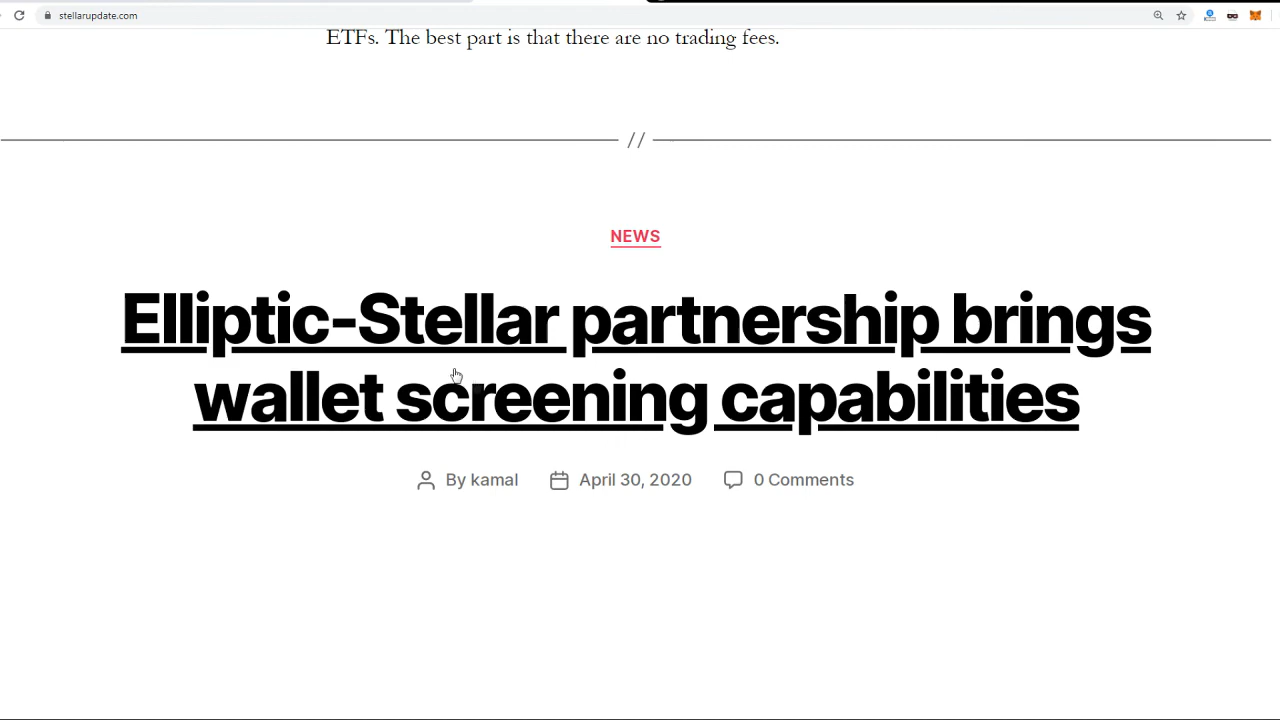 stellarupdate.com
ETFs. The best part is that there are no trading fees.
//
NEWS
Elliptic-Stellar partnership brings
wallet screening capabilities
By kamal April 30, 2020 0 Comments